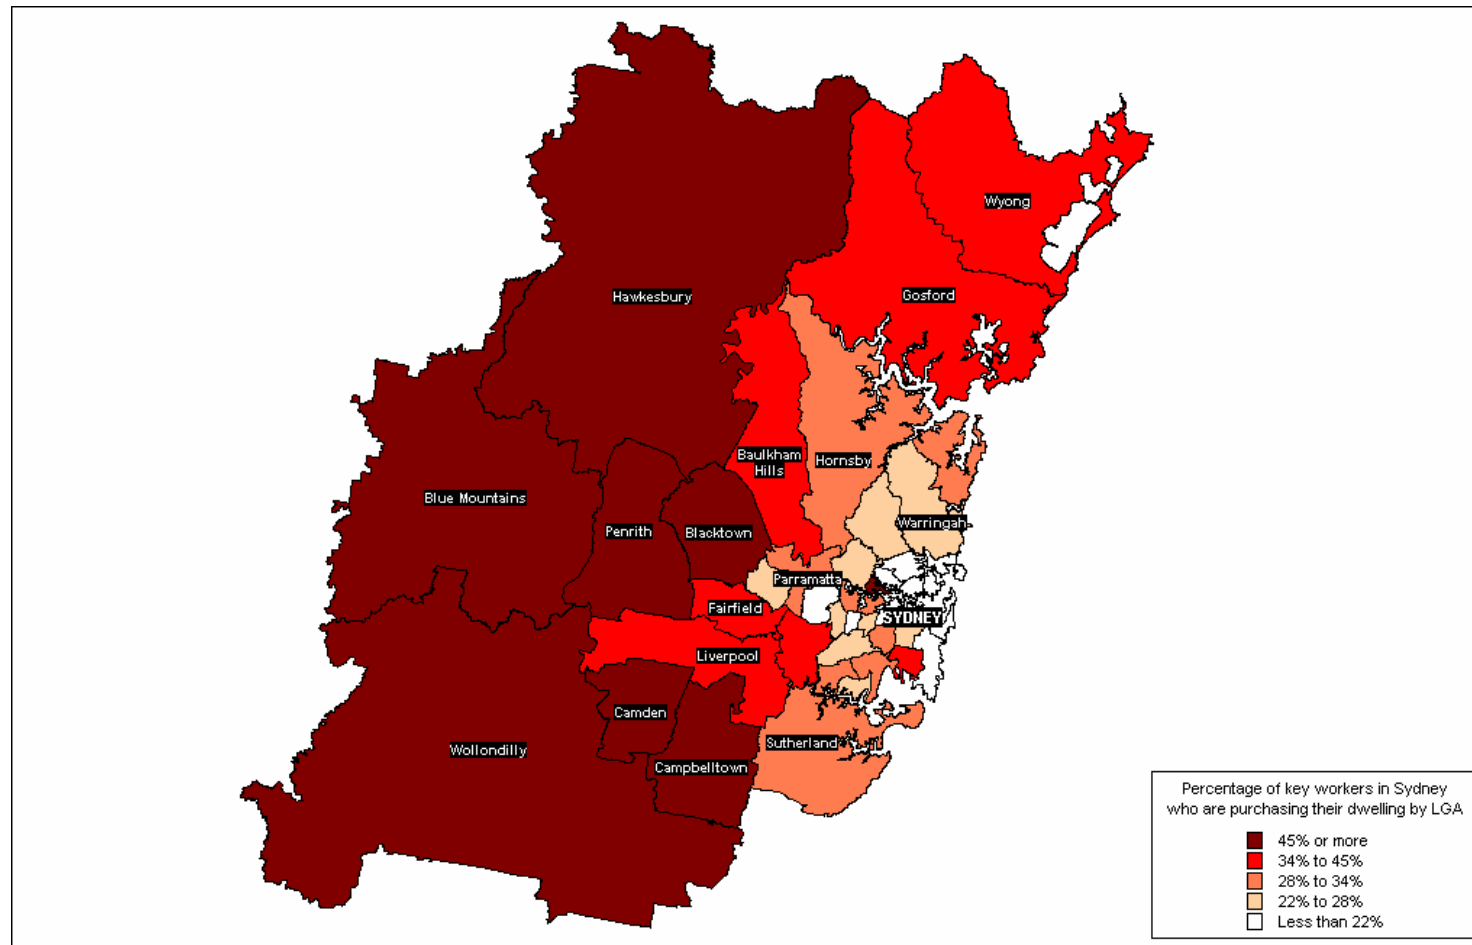 Wyong
Hawkesbury
Gosford
Baulkham
Hills
Hornsby
Blue Mountains
Warringah
Penrith
Blacktown
Parramatta
Fairfield
SYDNEY
Liverpool
Camden
Sutherland
Wollondilly
Campbelltown
Percentage of key workers in Sydney
who are purchasing their dwelling by LGA
45% or more
34% to 45%
28% to 34%
22% to 28%
Less than 22%